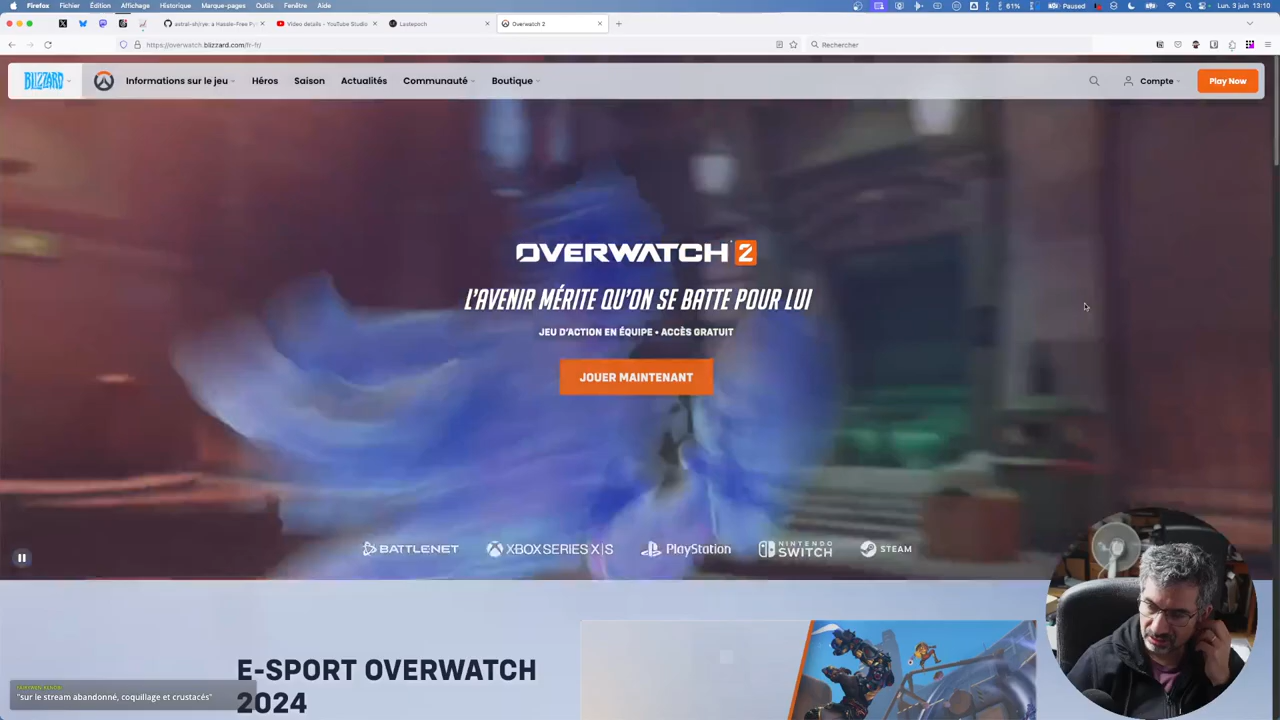 Firefox Fichier Édition Affichage Historique Marque-pages Outils Fenêtre Aide
61% Paused Lun. 3 juin 13:10
astral-sh/rye: a Hassle-Free Py
Video details - YouTube Studio
Lastepoch
Overwatch 2
https://overwatch.blizzard.com/fr-fr/
Rechercher
BLIZZARD
Informations sur le jeu
Héros
Saison
Actualités
Communauté
Boutique
Compte
Play Now
OVERWATCH 2
L'AVENIR MÉRITE QU'ON SE BATTE POUR LUI
JEU D'ACTION EN ÉQUIPE • ACCÈS GRATUIT
JOUER MAINTENANT
BATTLENET
XBOX SERIES X|S
PlayStation
NINTENDO SWITCH
STEAM
E-SPORT OVERWATCH
2024
"sur le stream abandonné, coquillage et crustacés"